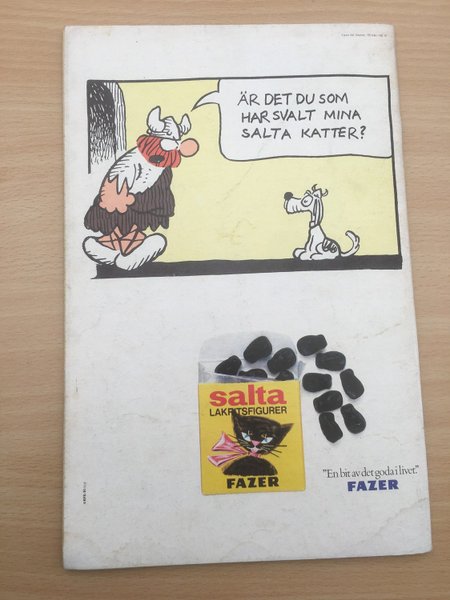 ÄR DET DU SOM
HAR SVALT MINA
SALTA KATTER?
salta
LAKRITSFIGURER
FAZER
"En bit av det goda i livet."
FAZER